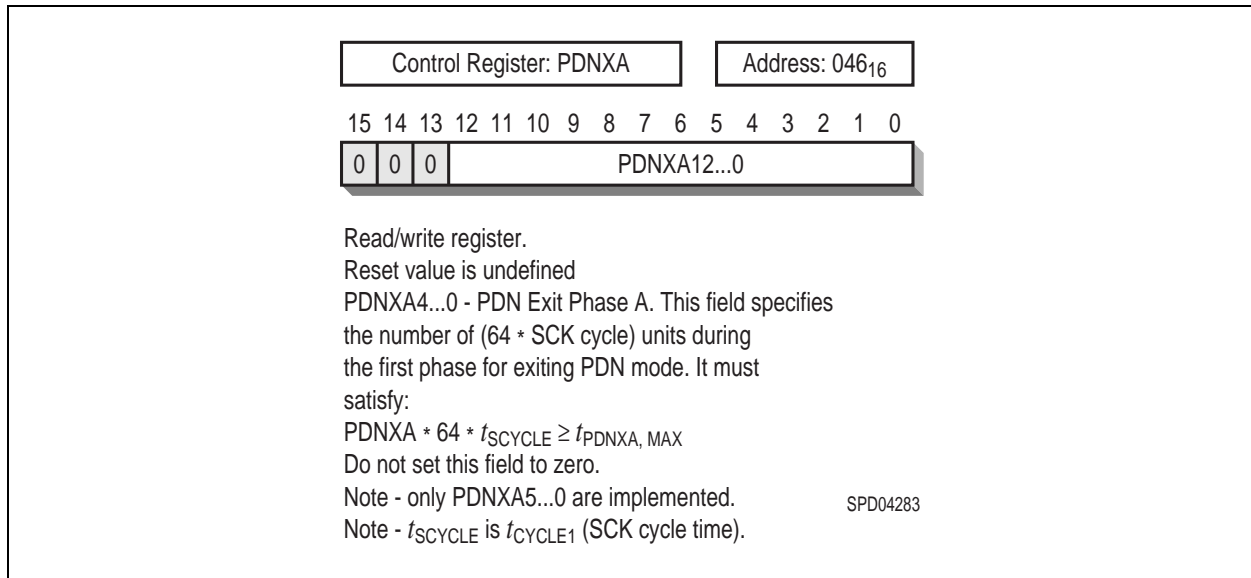 Control Register: PDNXA Address: 046₁₆
15 14 13 12 11 10 9 8 7 6 5 4 3 2 1 0
0 0 0 PDNXA12...0
Read/write register.
Reset value is undefined
PDNXA4...0 - PDN Exit Phase A. This field specifies
the number of (64 * SCK cycle) units during
the first phase for exiting PDN mode. It must
satisfy:
PDNXA * 64 * tSCYCLE ≥ tPDNXA, MAX
Do not set this field to zero.
Note - only PDNXA5...0 are implemented.
SPD04283
Note - tSCYCLE is tCYCLE1 (SCK cycle time).